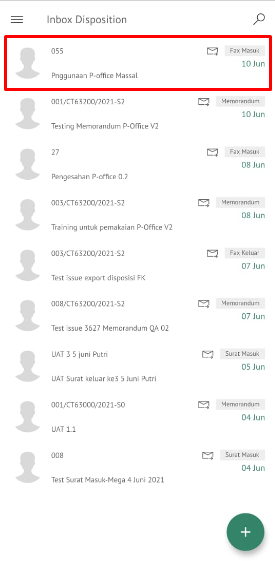 Inbox Disposition
055
Fax Masuk
10 Jun
Pnggunaan P-office Massal
001/CT63200/2021-S2
Memorandum
10 Jun
Testing Memorandum P-Office V2
27
Fax Masuk
08 Jun
Pengesahan P-office 0.2
003/CT63200/2021-S2
Memorandum
08 Jun
Training untuk pemakaian P-Office V2
003/CT63200/2021-S2
Fax Keluar
07 Jun
Test issue export disposisi FK
008/CT63200/2021-S2
Memorandum
07 Jun
Test issue 3627 Memorandum QA 02
UAT 3 5 juni Putri
Surat Masuk
05 Jun
UAT Surat keluar ke3 5 Juni Putri
001/CT63000/2021-S0
Memorandum
04 Jun
UAT 1.1
008
Surat Masuk
04 Jun
Test Surat Masuk-Mega 4 Juni 2021